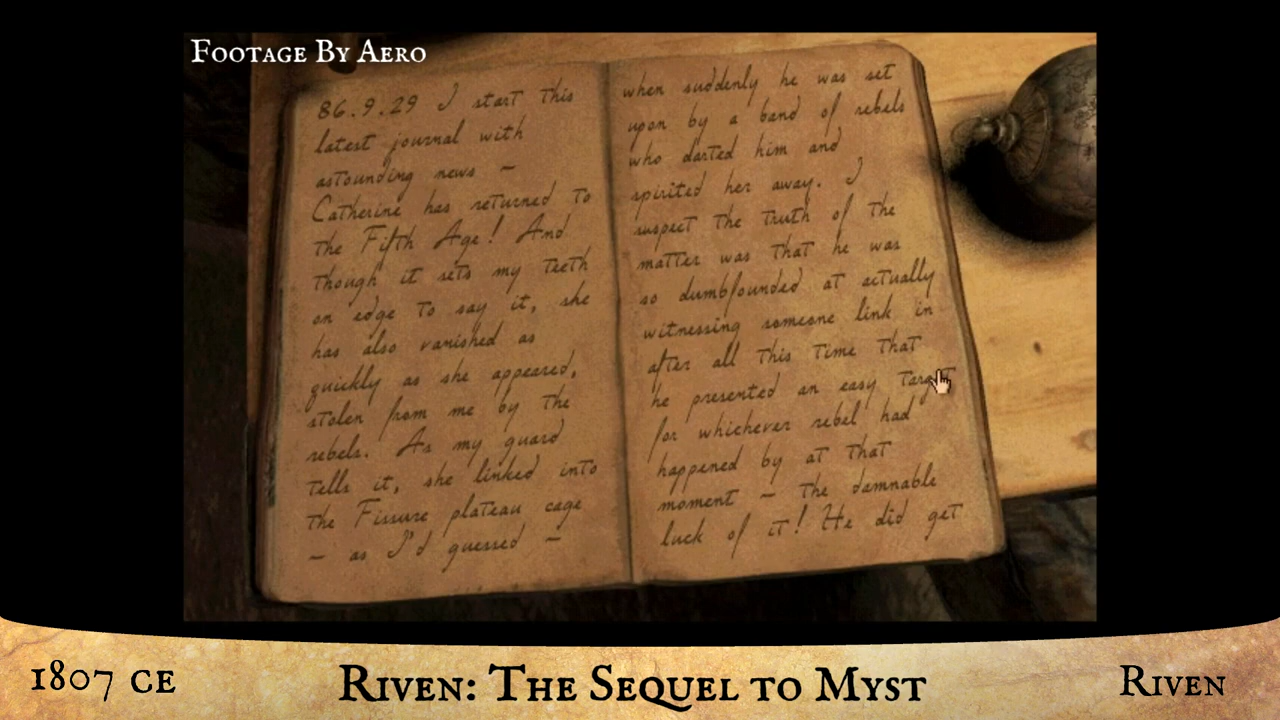 Footage By Aero
86.9.29 I start this
latest journal with
astounding news –
Catherine has returned to
the Fifth Age! And
though it sets my teeth
on edge to say it, she
has also vanished as
quickly as she appeared,
stolen from me by the
rebels. As my guard
tells it, she linked into
the Fissure plateau cage
– as I'd guessed –
when suddenly he was set
upon by a band of rebels
who darted him and
spirited her away. I
suspect the truth of the
matter was that he was
so dumbfounded at actually
witnessing someone link in
after all this time that
he presented an easy target
for whichever rebel had
happened by at that
moment – the damnable
luck of it! He did get
1807 CE
Riven: The Sequel to Myst
Riven